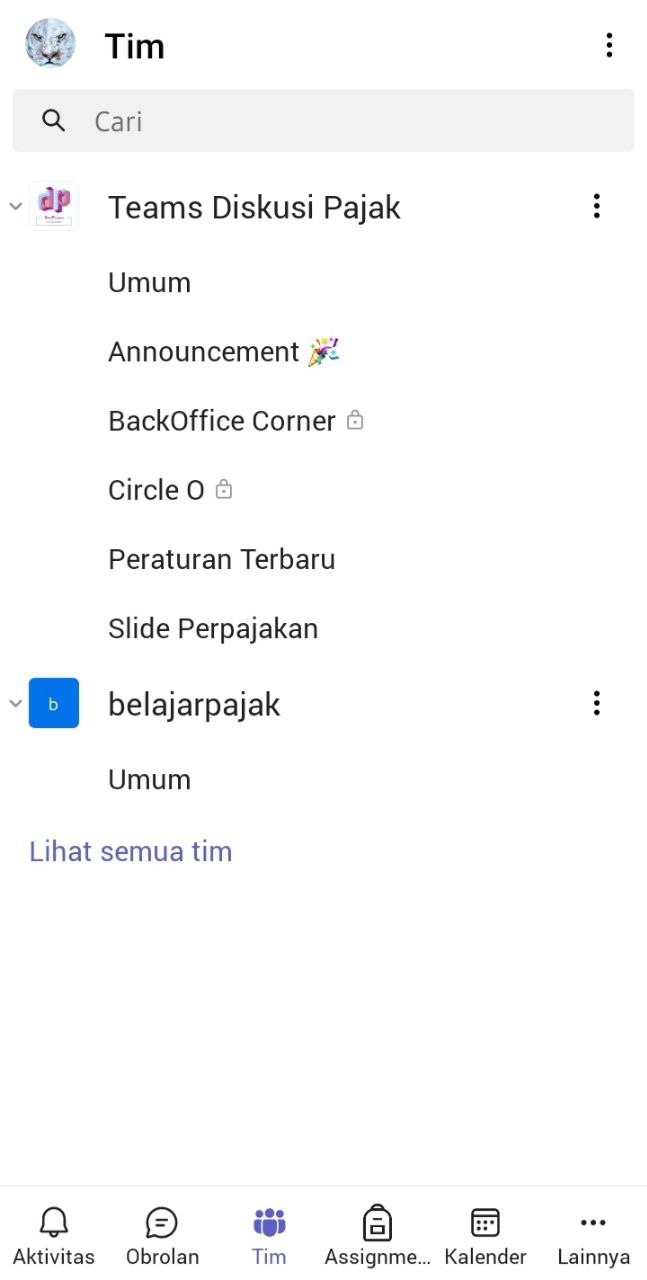 Tim
Cari
dp
Teams Diskusi Pajak
Umum
Announcement 🎉
BackOffice Corner
Circle O
Peraturan Terbaru
Slide Perpajakan
b
belajarpajak
Umum
Lihat semua tim
Aktivitas
Obrolan
Tim
Assignme...
Kalender
Lainnya